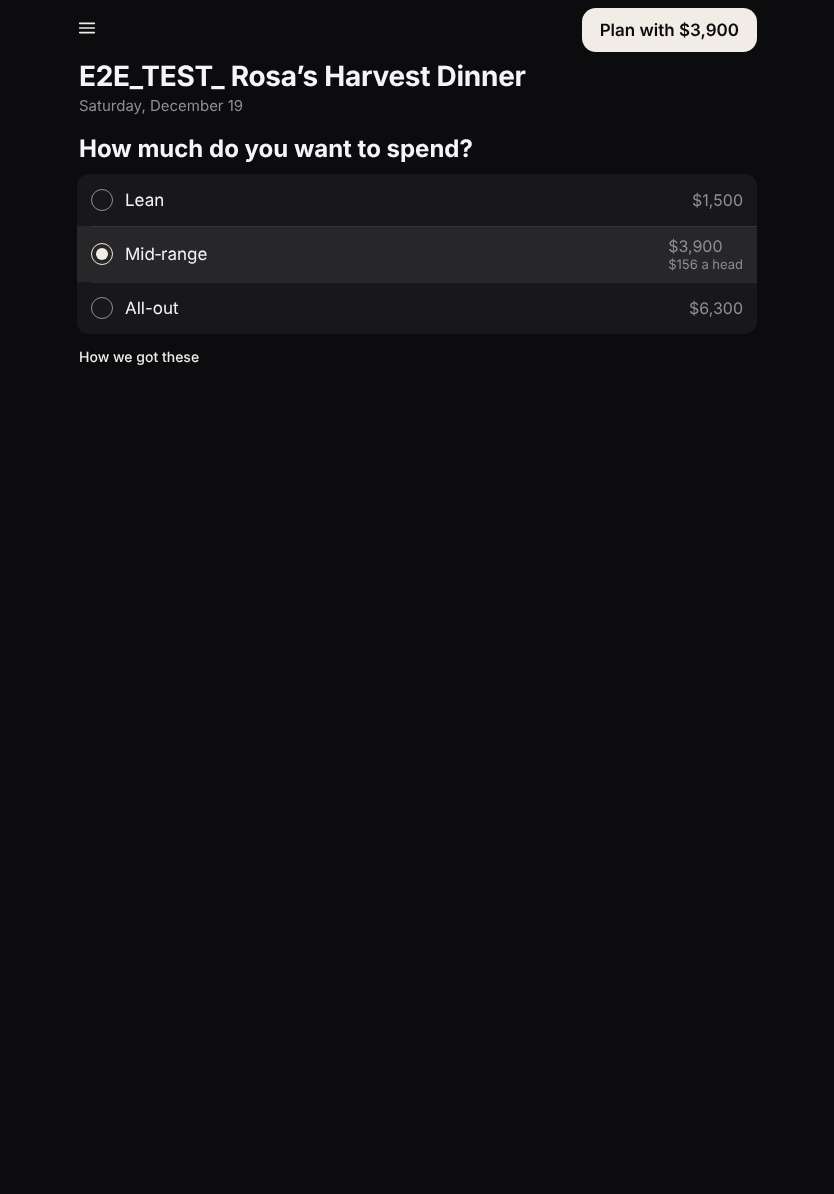 Plan with $3,900
E2E_TEST_ Rosa’s Harvest Dinner
Saturday, December 19
How much do you want to spend?
Lean $1,500
Mid-range $3,900
$156 a head
All-out $6,300
How we got these